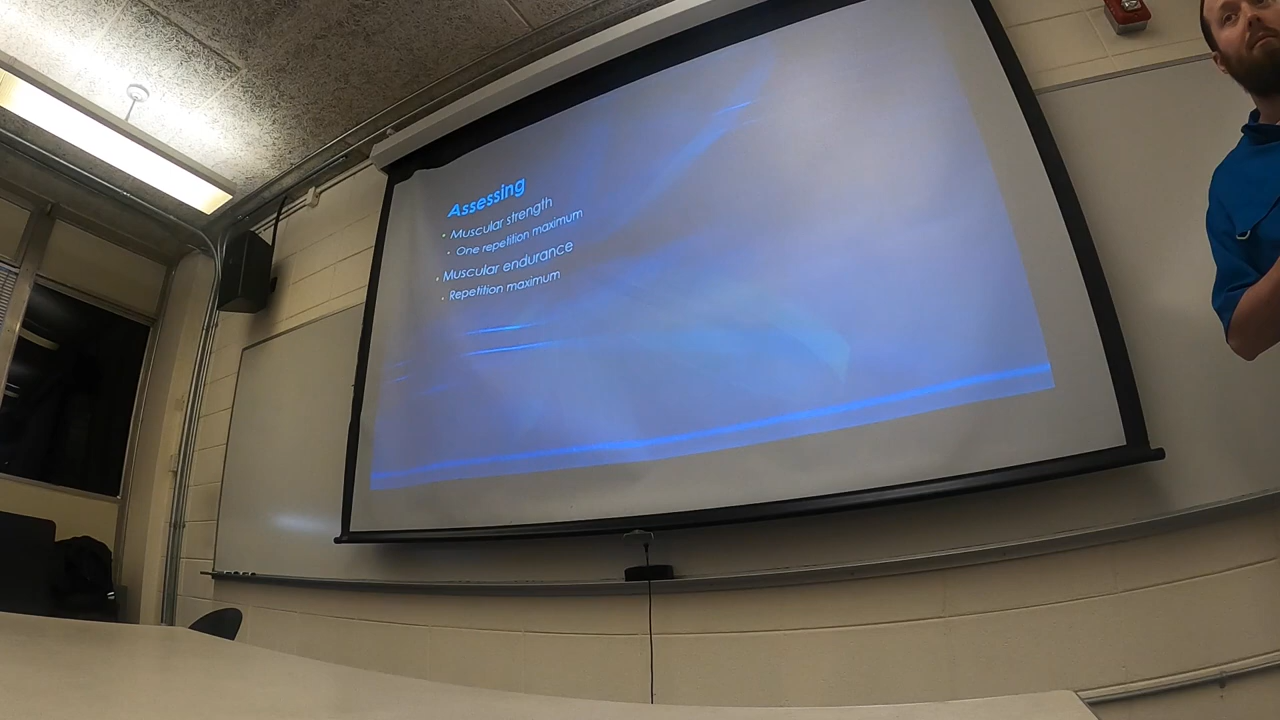 Assessing
• Muscular strength
• One repetition maximum
• Muscular endurance
• Repetition maximum